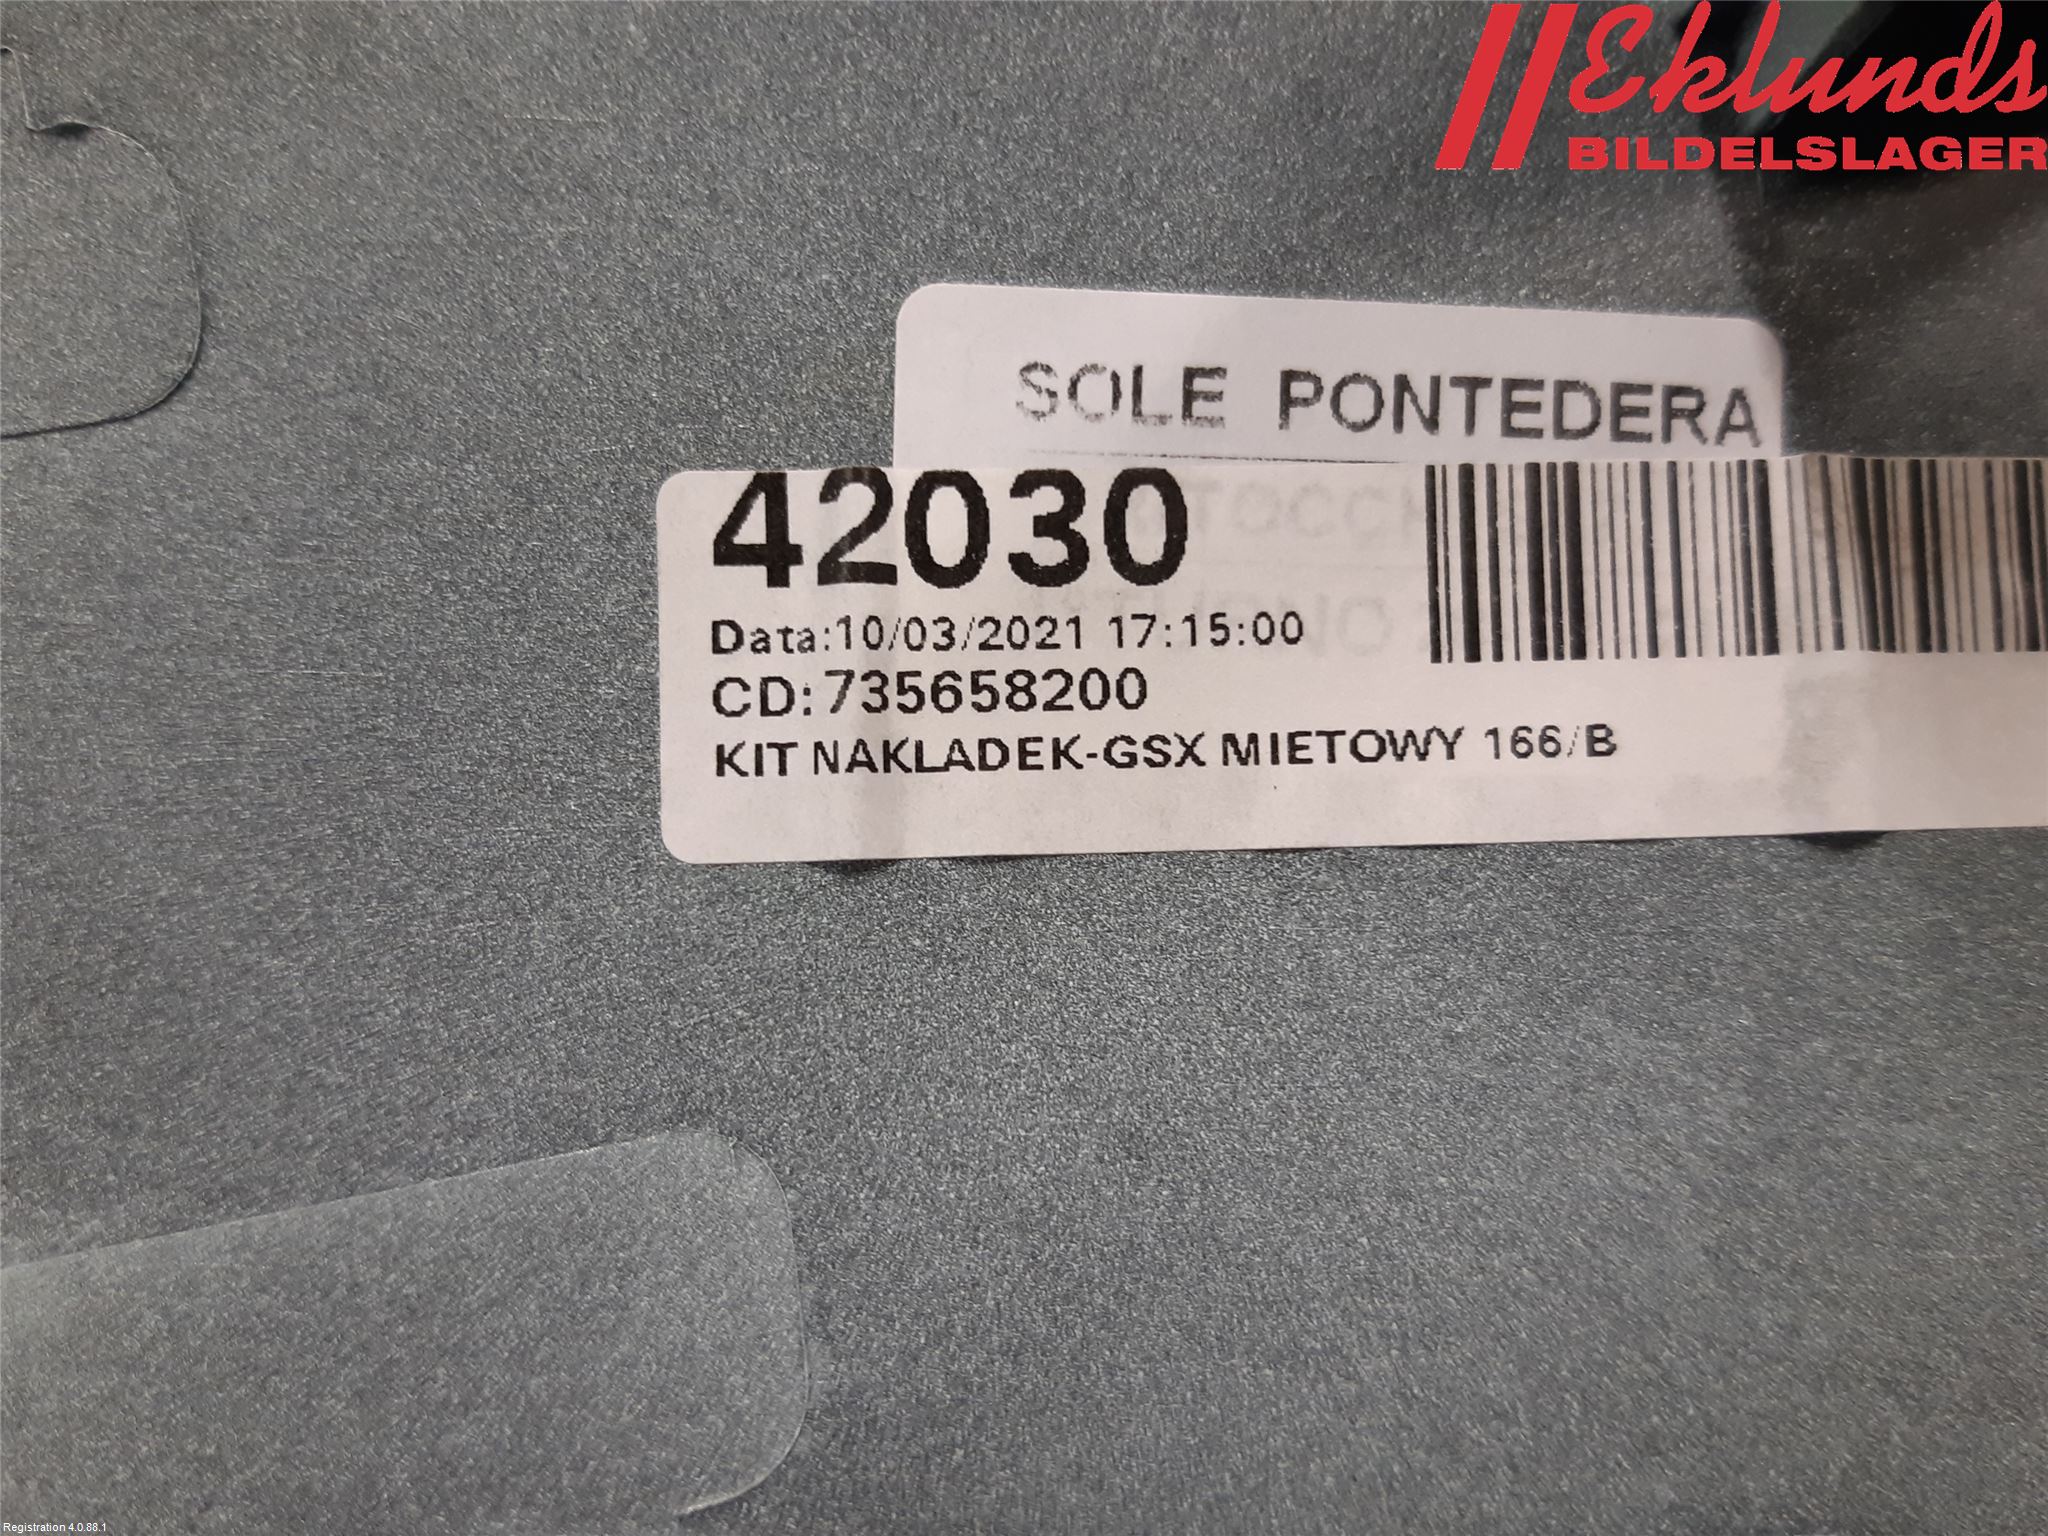 Eklunds
BILDELSLAGER
SOLE PONTEDERA
42030
Data:10/03/2021 17:15:00
CD:735658200
KIT NAKLADEK-GSX MIETOWY 166/B
Registration 4.0.88.1